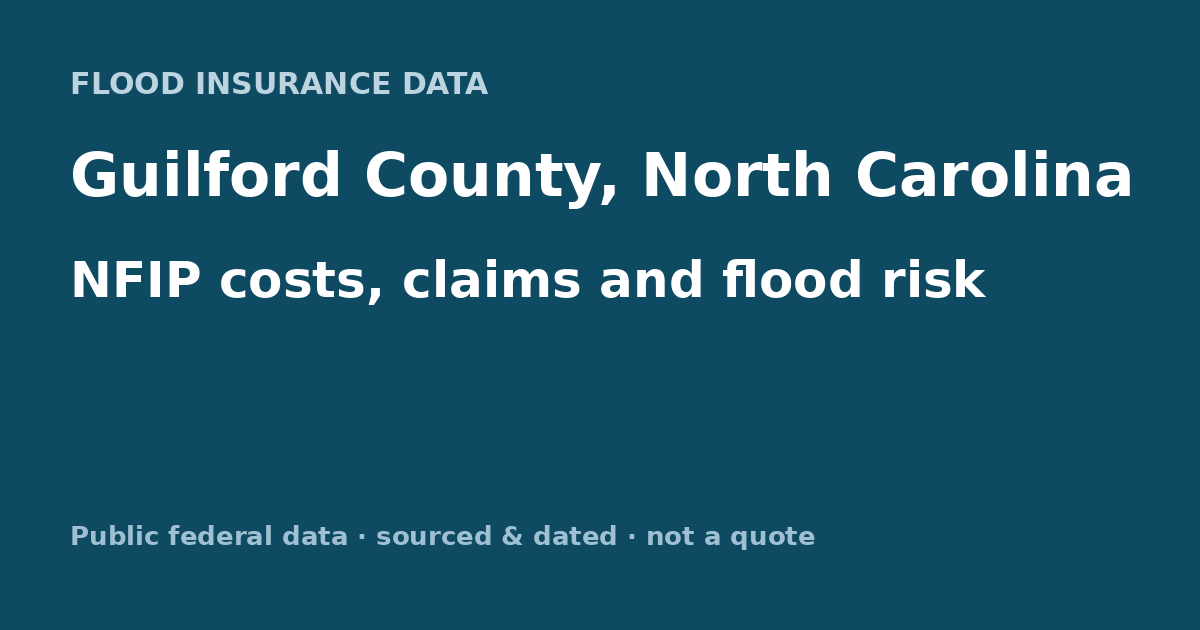 FLOOD INSURANCE DATA
Guilford County, North Carolina
NFIP costs, claims and flood risk
Public federal data · sourced & dated · not a quote